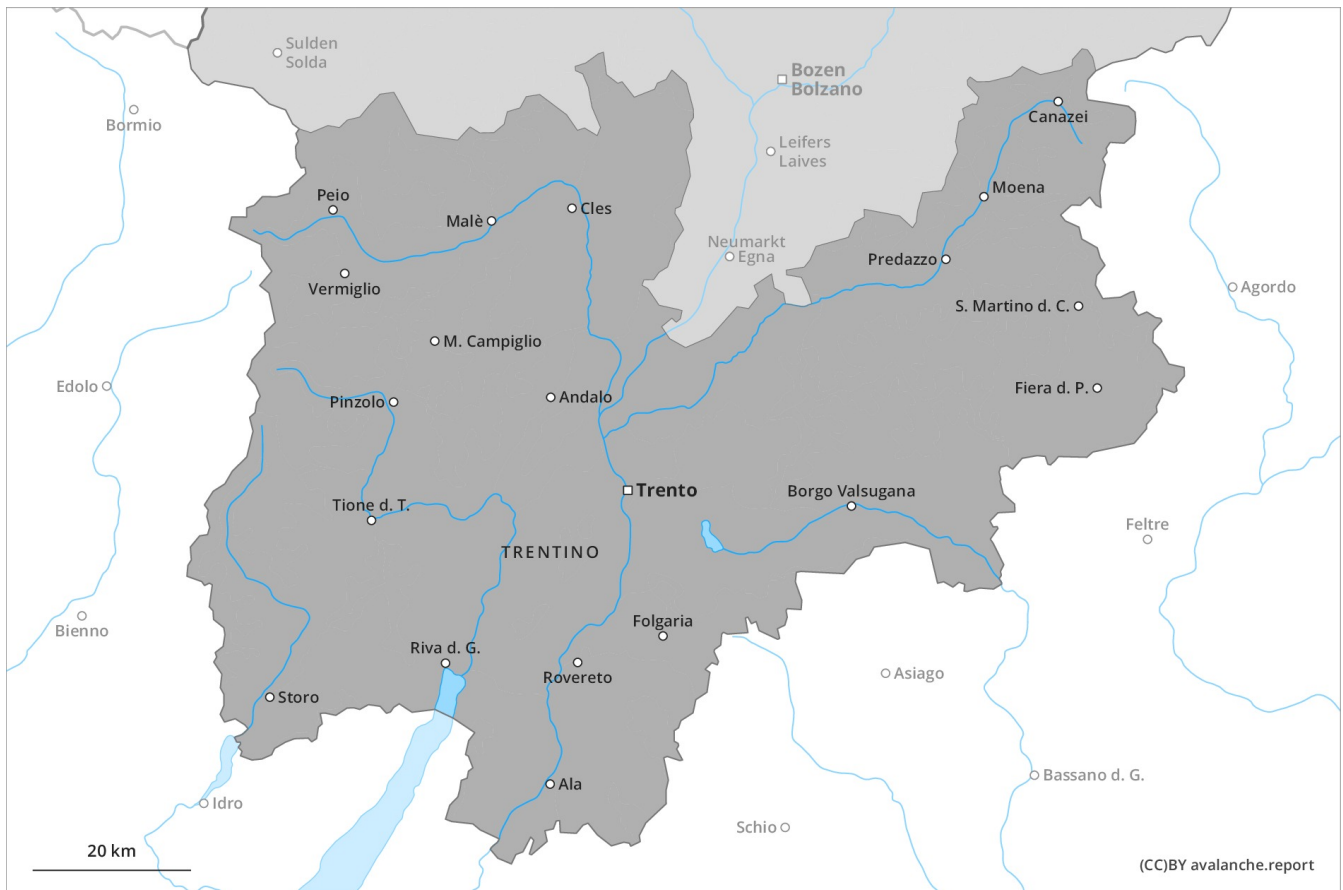 Sulden
Solda
Bozen
Bolzano
Bormio
Canazei
Leifers
Laives
Moena
Peio
Malè
Cles
Neumarkt
Egna
Predazzo
Vermiglio
Agordo
S. Martino d. C.
M. Campiglio
Edolo
Fiera d. P.
Pinzolo
Andalo
Trento
Borgo Valsugana
Tione d. T.
Feltre
TRENTINO
Bienno
Folgaria
Riva d. G.
Asiago
Rovereto
Storo
Bassano d. G.
Ala
Idro
Schio
20 km
(CC)BY avalanche.report